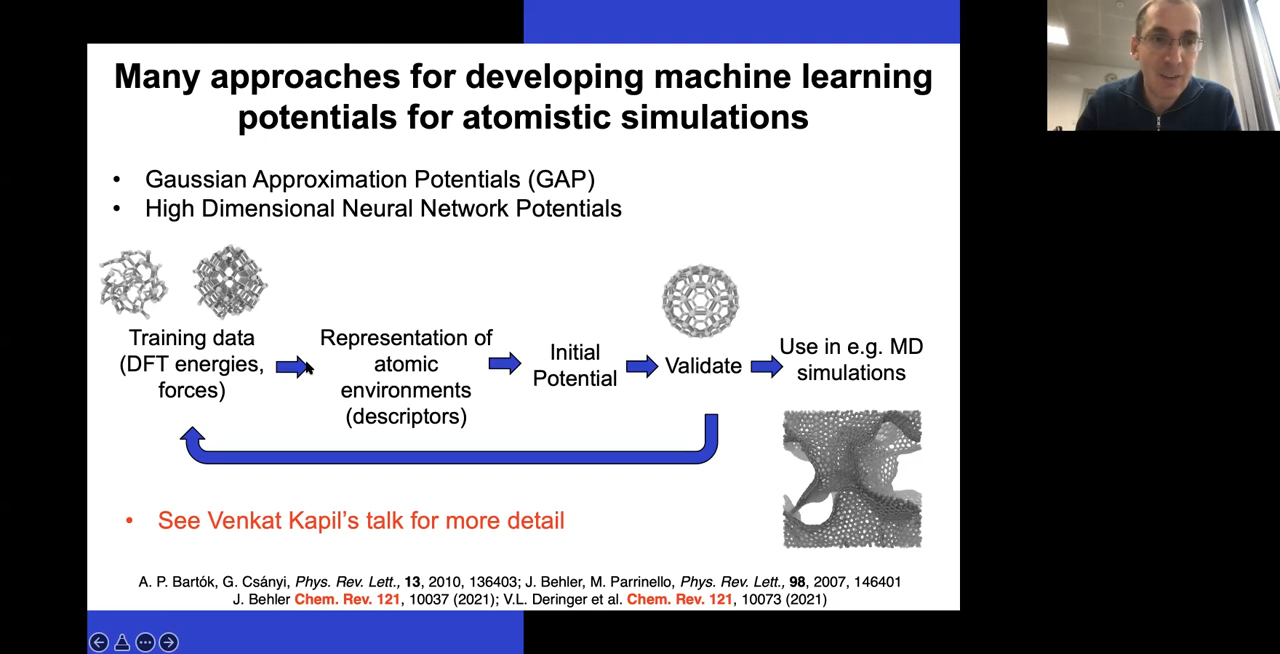 Many approaches for developing machine learning
potentials for atomistic simulations
• Gaussian Approximation Potentials (GAP)
• High Dimensional Neural Network Potentials
Training data
(DFT energies,
forces)
Representation of
atomic
environments
(descriptors)
Initial
Potential
Validate
Use in e.g. MD
simulations
• See Venkat Kapil's talk for more detail
A. P. Bartók, G. Csányi, Phys. Rev. Lett., 13, 2010, 136403; J. Behler, M. Parrinello, Phys. Rev. Lett., 98, 2007, 146401
J. Behler Chem. Rev. 121, 10037 (2021); V.L. Deringer et al. Chem. Rev. 121, 10073 (2021)